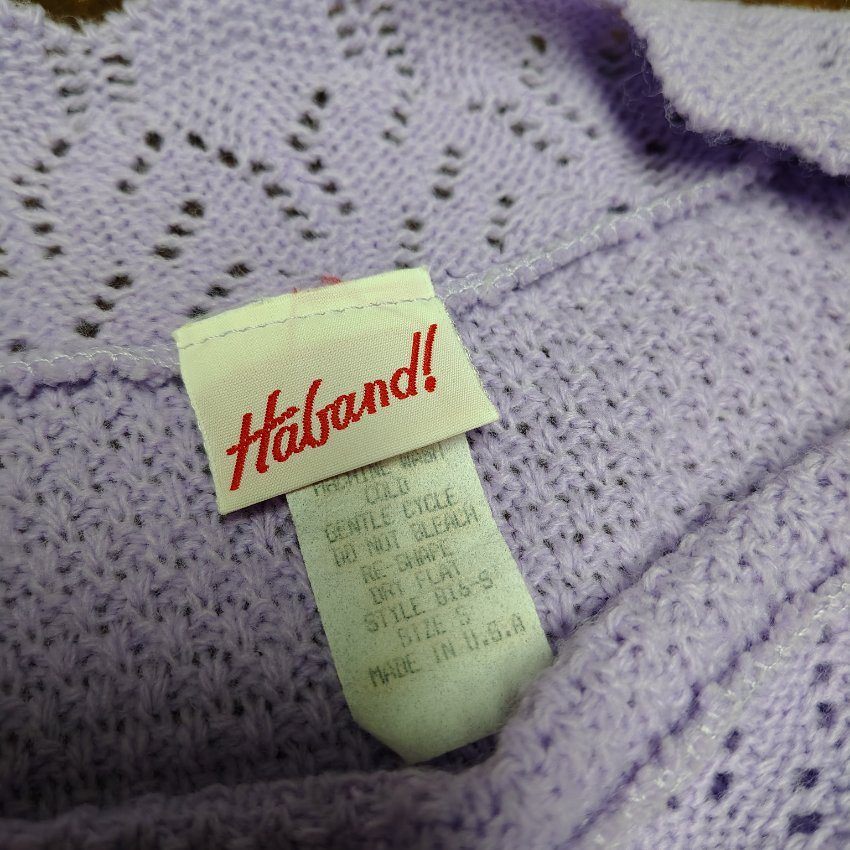 Haband!
MACHINE WASH
COLD
GENTLE CYCLE
DO NOT BLEACH
RE-SHAPE
DRY FLAT
STYLE 816-S
SIZE S
MADE IN U.S.A